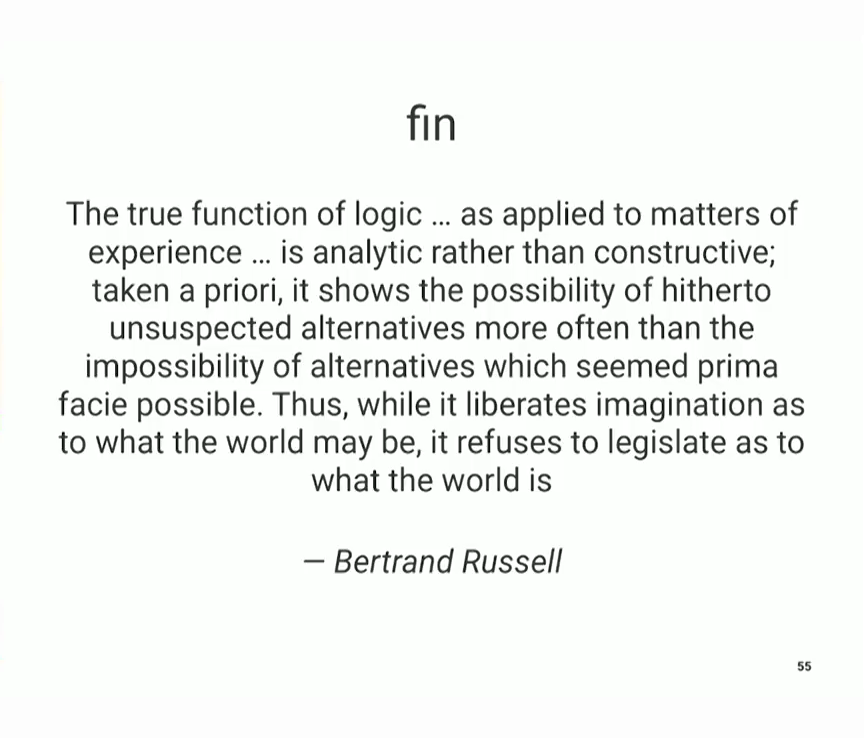 fin
The true function of logic ... as applied to matters of
experience ... is analytic rather than constructive;
taken a priori, it shows the possibility of hitherto
unsuspected alternatives more often than the
impossibility of alternatives which seemed prima
facie possible. Thus, while it liberates imagination as
to what the world may be, it refuses to legislate as to
what the world is
— Bertrand Russell
55